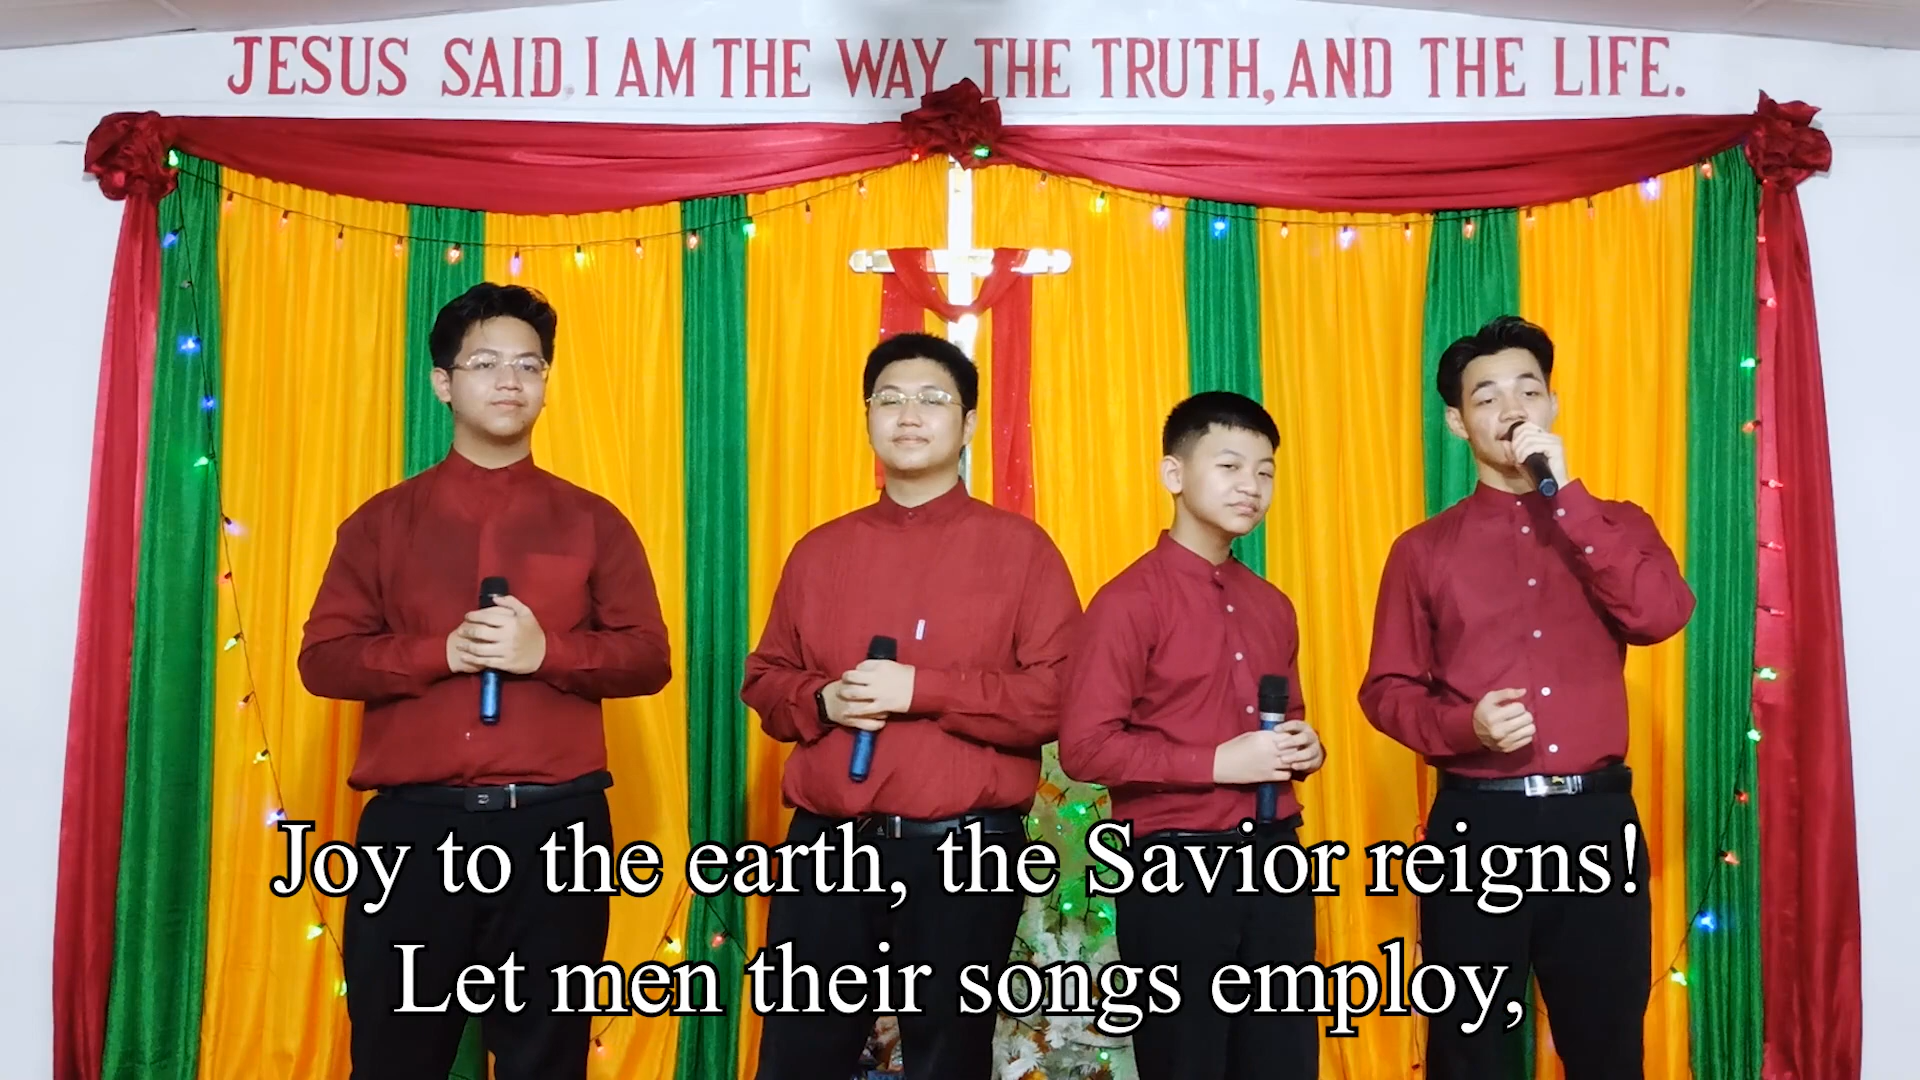 JESUS SAID, I AM THE WAY, THE TRUTH, AND THE LIFE.
Joy to the earth, the Savior reigns!
Let men their songs employ,